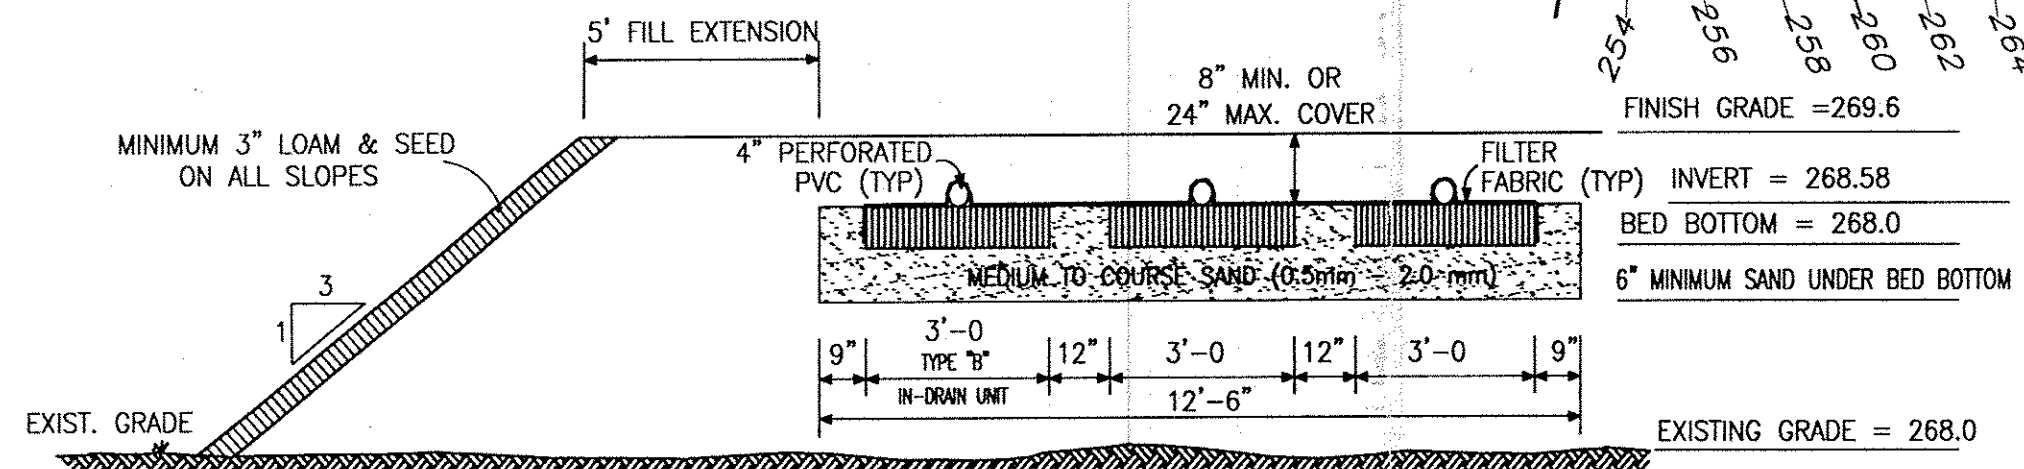 5' FILL EXTENSION
254
256
258
260
262
264
8" MIN. OR
24" MAX. COVER
FINISH GRADE =269.6
MINIMUM 3" LOAM & SEED
ON ALL SLOPES
4" PERFORATED
PVC (TYP)
FILTER
FABRIC (TYP)
INVERT = 268.58
BED BOTTOM = 268.0
MEDIUM TO COURSE SAND (0.5mm - 2.0 mm)
6" MINIMUM SAND UNDER BED BOTTOM
3
1
9"
3'-0
TYPE "B"
IN-DRAIN UNIT
12"
3'-0
12"
3'-0
9"
12'-6"
EXIST. GRADE
EXISTING GRADE = 268.0